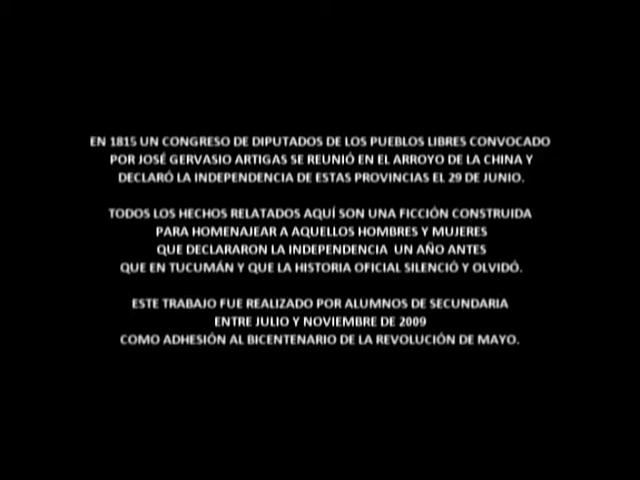 EN 1815 UN CONGRESO DE DIPUTADOS DE LOS PUEBLOS LIBRES CONVOCADO
POR JOSÉ GERVASIO ARTIGAS SE REUNIÓ EN EL ARROYO DE LA CHINA Y
DECLARÓ LA INDEPENDENCIA DE ESTAS PROVINCIAS EL 29 DE JUNIO.
TODOS LOS HECHOS RELATADOS AQUÍ SON UNA FICCIÓN CONSTRUIDA
PARA HOMENAJEAR A AQUELLOS HOMBRES Y MUJERES
QUE DECLARARON LA INDEPENDENCIA UN AÑO ANTES
QUE EN TUCUMÁN Y QUE LA HISTORIA OFICIAL SILENCIÓ Y OLVIDÓ.
ESTE TRABAJO FUE REALIZADO POR ALUMNOS DE SECUNDARIA
ENTRE JULIO Y NOVIEMBRE DE 2009
COMO ADHESIÓN AL BICENTENARIO DE LA REVOLUCIÓN DE MAYO.